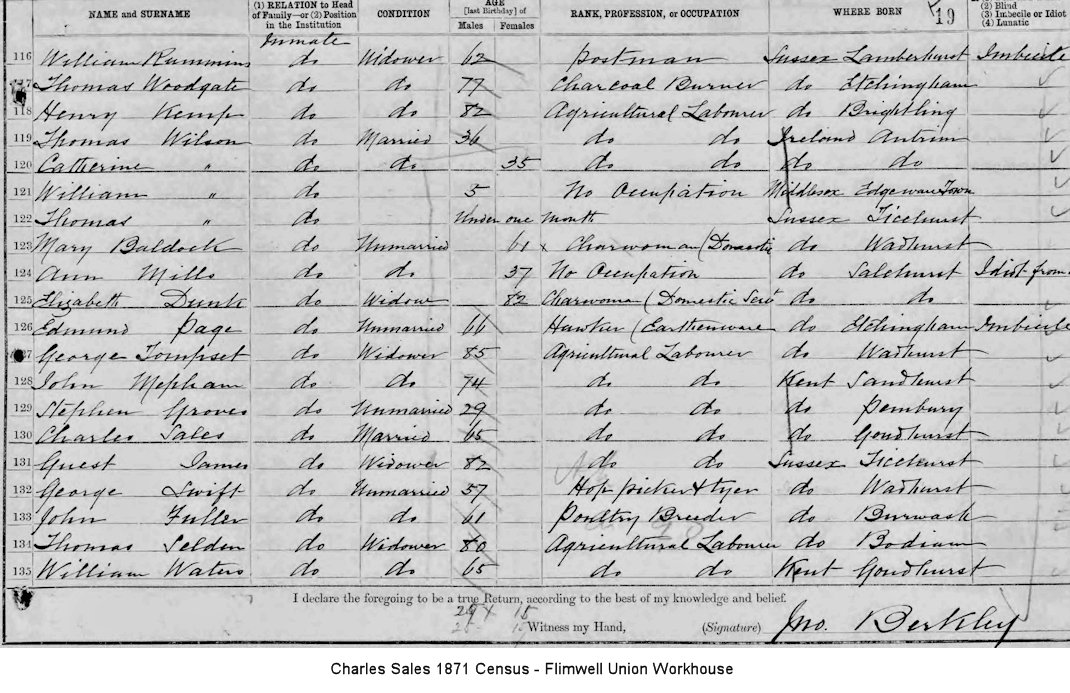 NAME and SURNAME (1) RELATION to Head of Family—or (2) Position in the Institution CONDITION AGE [last Birthday] of Males Females RANK, PROFESSION, or OCCUPATION WHERE BORN 19 (2) Blind (3) Imbecile or Idiot (4) Lunatic
Inmate
116 William Rummins do Widower 62 Postman Sussex Lamberhurst Imbecile
117 Thomas Woodgate do do 77 Charcoal Burner do Etchingham
118 Henry Kemp do do 82 Agricultural Labourer do Brightling
119 Thomas Wilson do Married 36 do do Ireland Antrim
120 Catherine " do do 35 do do do do
121 William " do 5 No Occupation Middlesex Edgeware Town
122 Thomas " do Under one month Sussex Ticehurst
123 Mary Baldock do Unmarried 61 x Charwoman (Domestic do Wadhurst
124 Ann Mills do do 37 No Occupation do Salehurst Idiot from
125 Elizabeth Dunk do Widow 82 Charwoman (Domestic Servt do do
126 Edmund Page do Unmarried 66 Hawker (Earthenware do Etchingham Imbecile
127 George Tompset do Widower 85 Agricultural Labourer do Wadhurst
128 John Mepham do do 74 do do Kent Sandhurst
129 Stephen Groves do Unmarried 29 do do do Pembury
130 Charles Sales do Married 65 do do do Goudhurst
131 Guest James do Widower 82 do do Sussex Ticehurst
132 George Swift do Unmarried 57 Hop picker & tyer do Wadhurst
133 John Fuller do do 61 Poultry Breeder do Burwash
134 Thomas Selden do Widower 80 Agricultural Labourer do Bodiam
135 William Waters do do 65 do do Kent Goudhurst
I declare the foregoing to be a true Return, according to the best of my knowledge and belief.
Witness my Hand, (Signature) Jno. Berkley
Charles Sales 1871 Census - Flimwell Union Workhouse